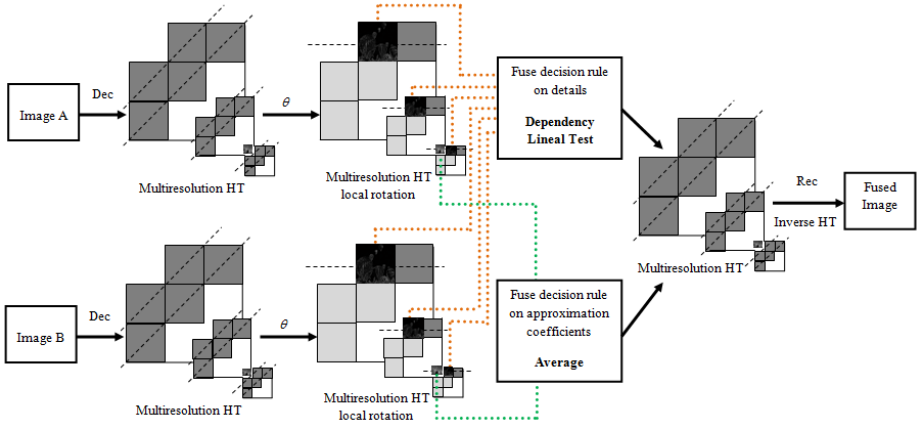 Image A
Dec
Multiresolution HT
θ
Multiresolution HT
local rotation
Fuse decision rule
on details
Dependency
Lineal Test
Image B
Dec
Multiresolution HT
θ
Multiresolution HT
local rotation
Fuse decision rule
on approximation
coefficients
Average
Multiresolution HT
Rec
Inverse HT
Fused
Image